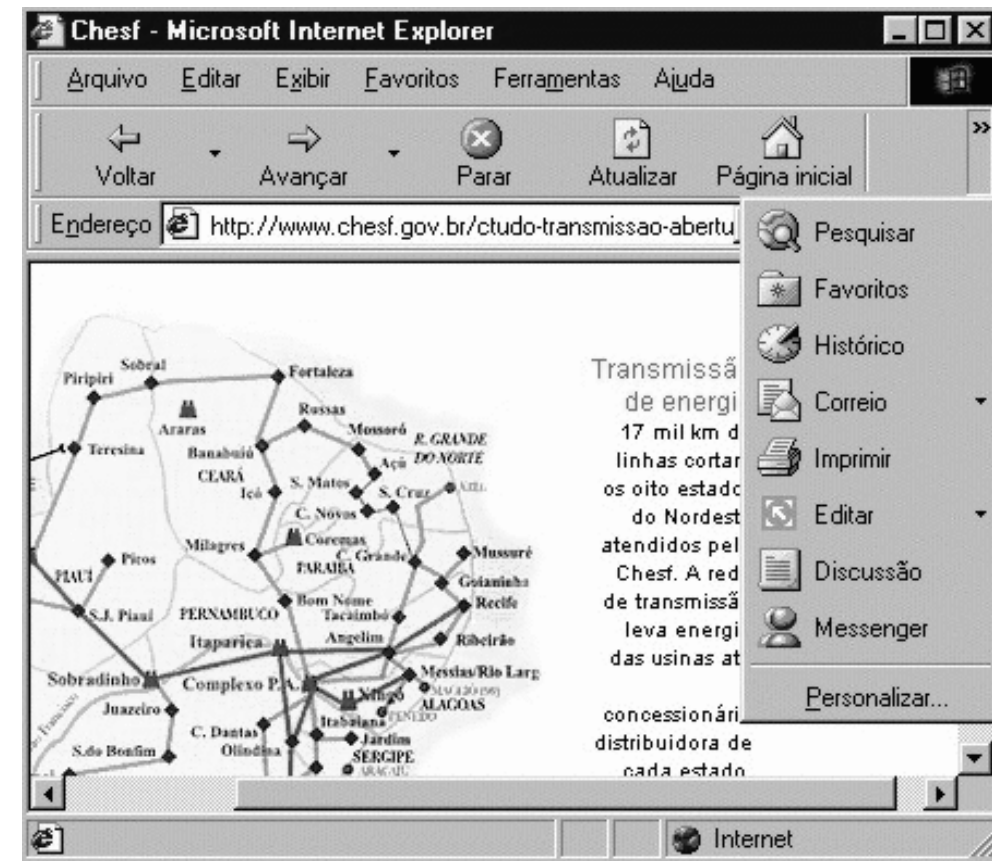 Chesf - Microsoft Internet Explorer
Arquivo Editar Exibir Favoritos Ferramentas Ajuda
Voltar Avançar Parar Atualizar Página inicial »
Endereço http://www.chesf.gov.br/ctudo-transmissao-abertu
Pesquisar
Favoritos
Histórico
Correio
Imprimir
Editar
Discussão
Messenger
Personalizar...
Piripiri
Sobral
Fortaleza
Araras
Russas
Teresina
Banabuiú
Mossoró
R. GRANDE
DO NORTE
CEARÁ
Icó
Açú
S. Matos
S. Cruz
C. Novos
Milagres
Coremas
PARAIBA
C. Grande
Mussuré
Picos
PIAUÍ
Goianinha
S.J. Piauí
PERNAMBUCO
Bom Nome
Tacaimbó
Recife
Itaparica
Angelim
Ribeirão
Sobradinho
Complexo P.A.
Messias/Rio Larg
Xingó
MACEIÓ
ALAGOAS
PENEDO
Juazeiro
Itabaiana
C. Dantas
Olindina
Jardim
SERGIPE
ARACAJÚ
S.do Bonfim
Transmissã
de energi
17 mil km d
linhas cortar
os oito estado
do Nordest
atendidos pel
Chesf. A red
de transmissã
leva energi
das usinas at
concessionári
distribuidora de
cada estado
Internet